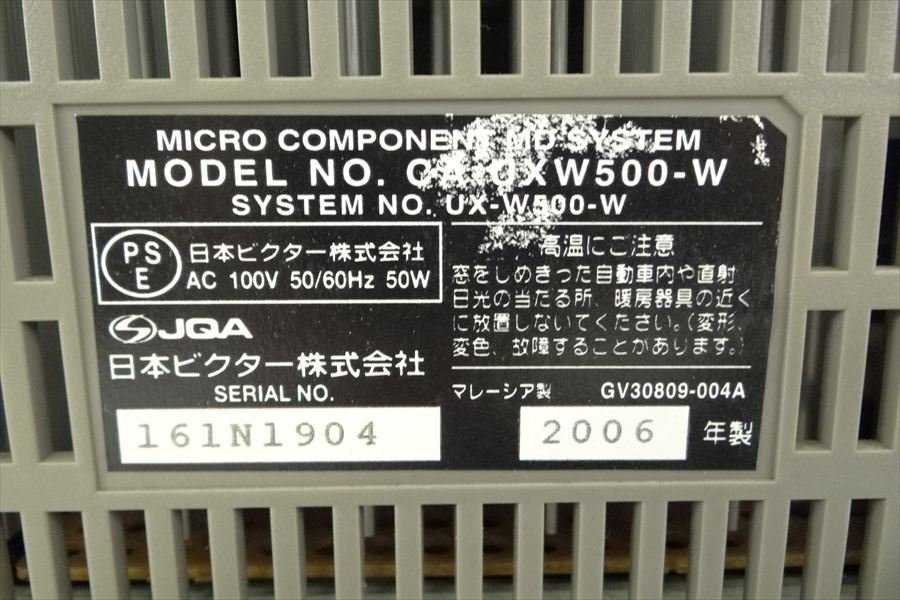 MICRO COMPONENT MD SYSTEM
MODEL NO. CA-UXW500-W
SYSTEM NO. UX-W500-W
PS
E
日本ビクター株式会社
AC 100V 50/60Hz 50W
JQA
日本ビクター株式会社
SERIAL NO.
161N1904
高温にご注意
窓をしめきった自動車内や直射
日光の当たる所、暖房器具の近く
に放置しないでください。(変形、
変色、故障することがあります。)
マレーシア製 GV30809-004A
2006 年製